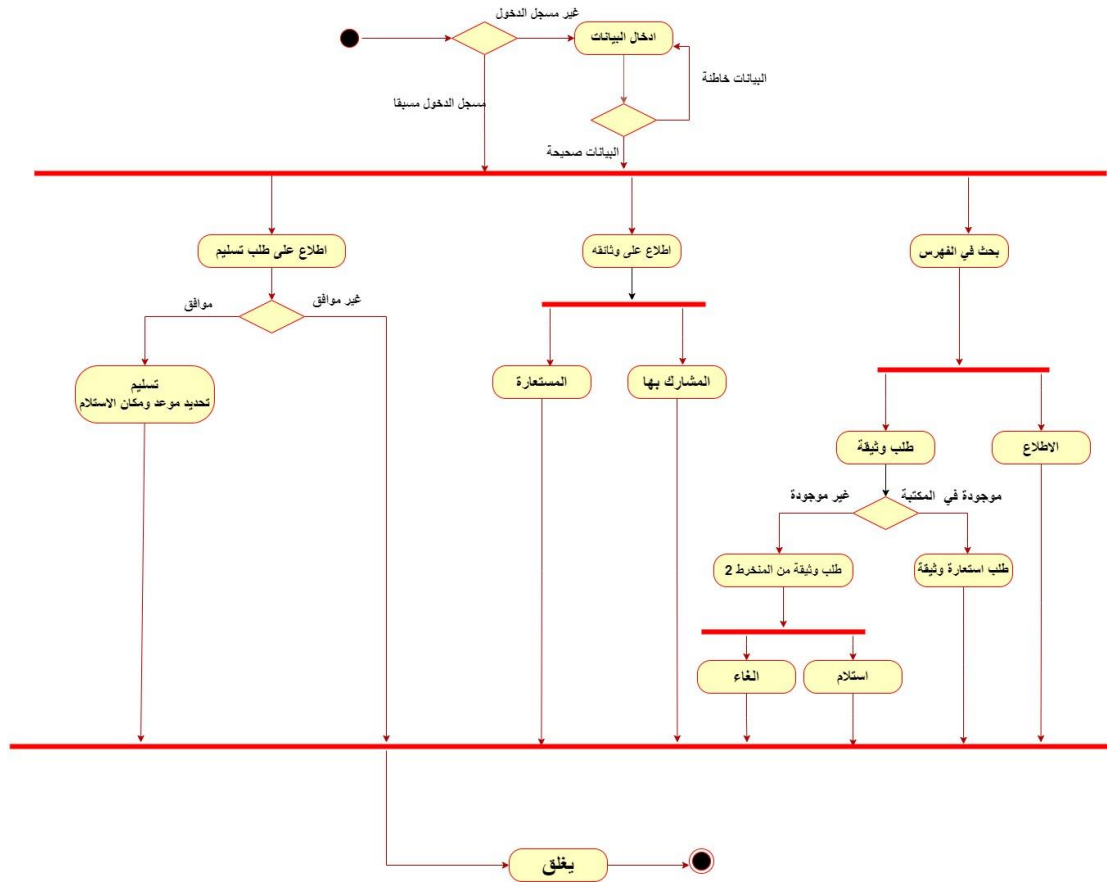 غير مسجل الدخول
ادخال البيانات
البيانات خاطئة
مسجل الدخول مسبقا
البيانات صحيحة
اطلاع على طلب تسليم
اطلاع على وثائقه
بحث في الفهرس
موافق
غير موافق
تسليم
تحديد موعد ومكان الاستلام
المستعارة
المشارك بها
طلب وثيقة
الاطلاع
غير موجودة
موجودة في المكتبة
طلب وثيقة من المنخرط 2
طلب استعارة وثيقة
الغاء
استلام
يغلق